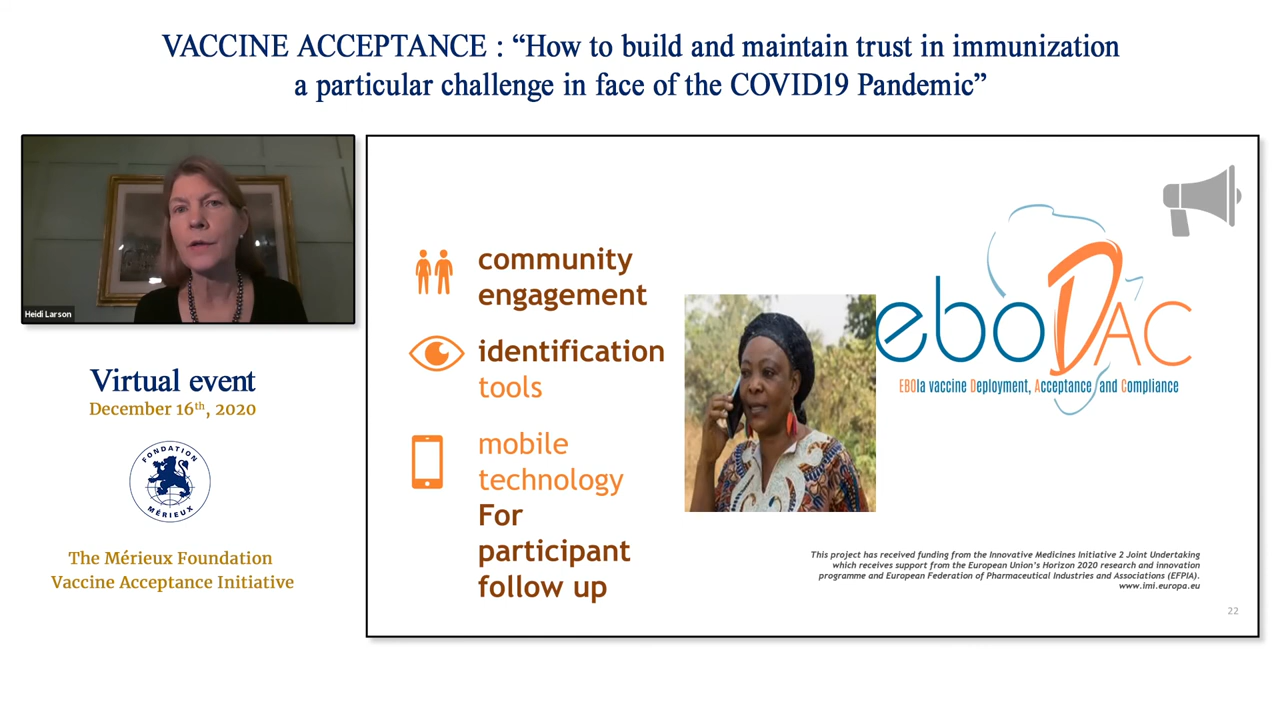 VACCINE ACCEPTANCE : “How to build and maintain trust in immunization
a particular challenge in face of the COVID19 Pandemic”
Heidi Larson
Virtual event
December 16th, 2020
FONDATION
MÉRIEUX
The Mérieux Foundation
Vaccine Acceptance Initiative
community
engagement
identification
tools
mobile
technology
For
participant
follow up
eboDAC
EBOla vaccine Deployment, Acceptance and Compliance
This project has received funding from the Innovative Medicines Initiative 2 Joint Undertaking
which receives support from the European Union’s Horizon 2020 research and innovation
programme and European Federation of Pharmaceutical Industries and Associations (EFPIA).
www.imi.europa.eu
22